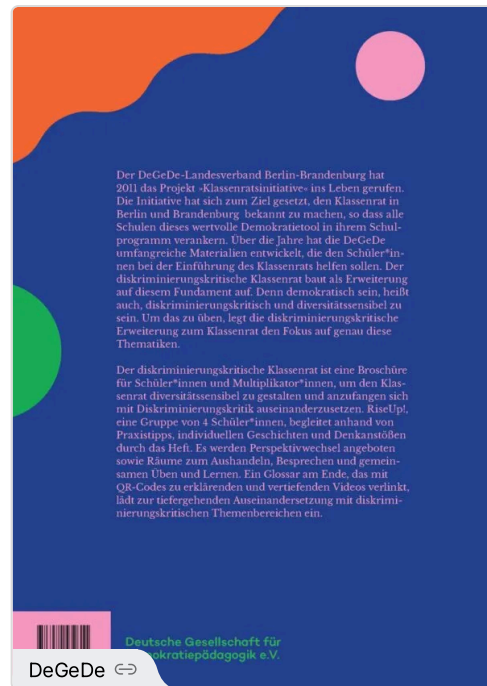 Der DeGeDe-Landesverband Berlin-Brandenburg hat
2011 das Projekt »Klassenratsinitiative« ins Leben gerufen.
Die Initiative hat sich zum Ziel gesetzt, den Klassenrat in
Berlin und Brandenburg bekannt zu machen, so dass alle
Schulen dieses wertvolle Demokratietool in ihrem Schul-
programm verankern. Über die Jahre hat die DeGeDe
umfangreiche Materialien entwickelt, die den Schüler*in-
nen bei der Einführung des Klassenrats helfen sollen. Der
diskriminierungskritische Klassenrat baut als Erweiterung
auf diesem Fundament auf. Denn demokratisch sein, heißt
auch, diskriminierungskritisch und diversitätssensibel zu
sein. Um das zu üben, legt die diskriminierungskritische
Erweiterung zum Klassenrat den Fokus auf genau diese
Thematiken.
Der diskriminierungskritische Klassenrat ist eine Broschüre
für Schüler*innen und Multiplikator*innen, um den Klas-
senrat diversitätssensibel zu gestalten und anzufangen sich
mit Diskriminierungskritik auseinanderzusetzen. RiseUp!,
eine Gruppe von 4 Schüler*innen, begleitet anhand von
Praxistipps, individuellen Geschichten und Denkanstößen
durch das Heft. Es werden Perspektivwechsel angeboten
sowie Räume zum Aushandeln, Besprechen und gemein-
samen Üben und Lernen. Ein Glossar am Ende, das mit
QR-Codes zu erklärenden und vertiefenden Videos verlinkt,
lädt zur tiefergehenden Auseinandersetzung mit diskrimi-
nierungskritischen Themenbereichen ein.
Deutsche Gesellschaft für
okratiepädagogik e.V.
DeGeDe